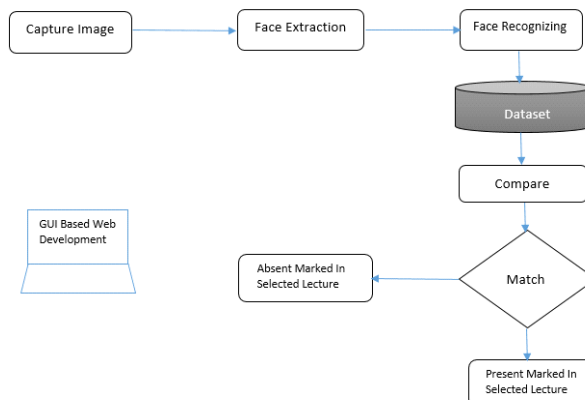 Capture Image
Face Extraction
Face Recognizing
Dataset
Compare
GUI Based Web
Development
Absent Marked In
Selected Lecture
Match
Present Marked In
Selected Lecture